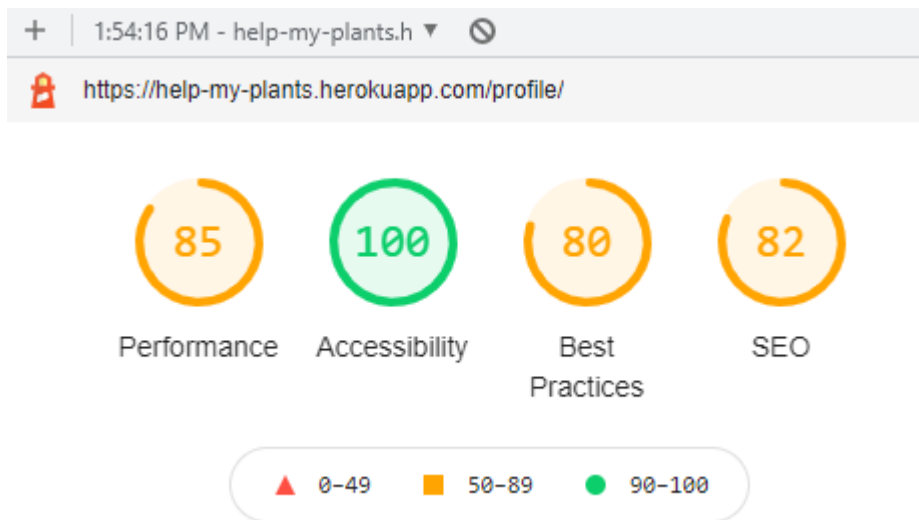 1:54:16 PM - help-my-plants.h
https://help-my-plants.herokuapp.com/profile/
85 100 80 82
Performance Accessibility Best Practices SEO
0–49 50–89 90–100